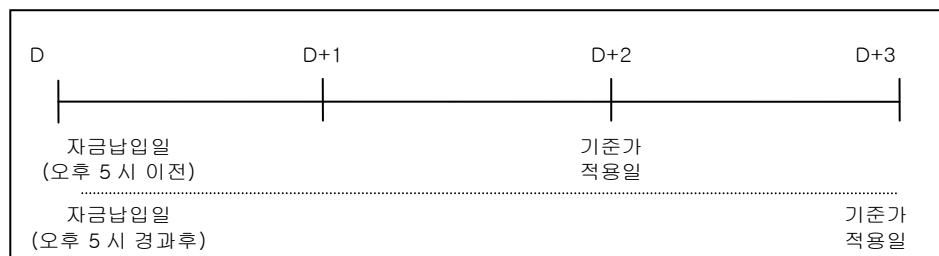 D D+1 D+2 D+3
자금납입일 기준가
(오후 5 시 이전) 적용일
자금납입일 기준가
(오후 5 시 경과후) 적용일